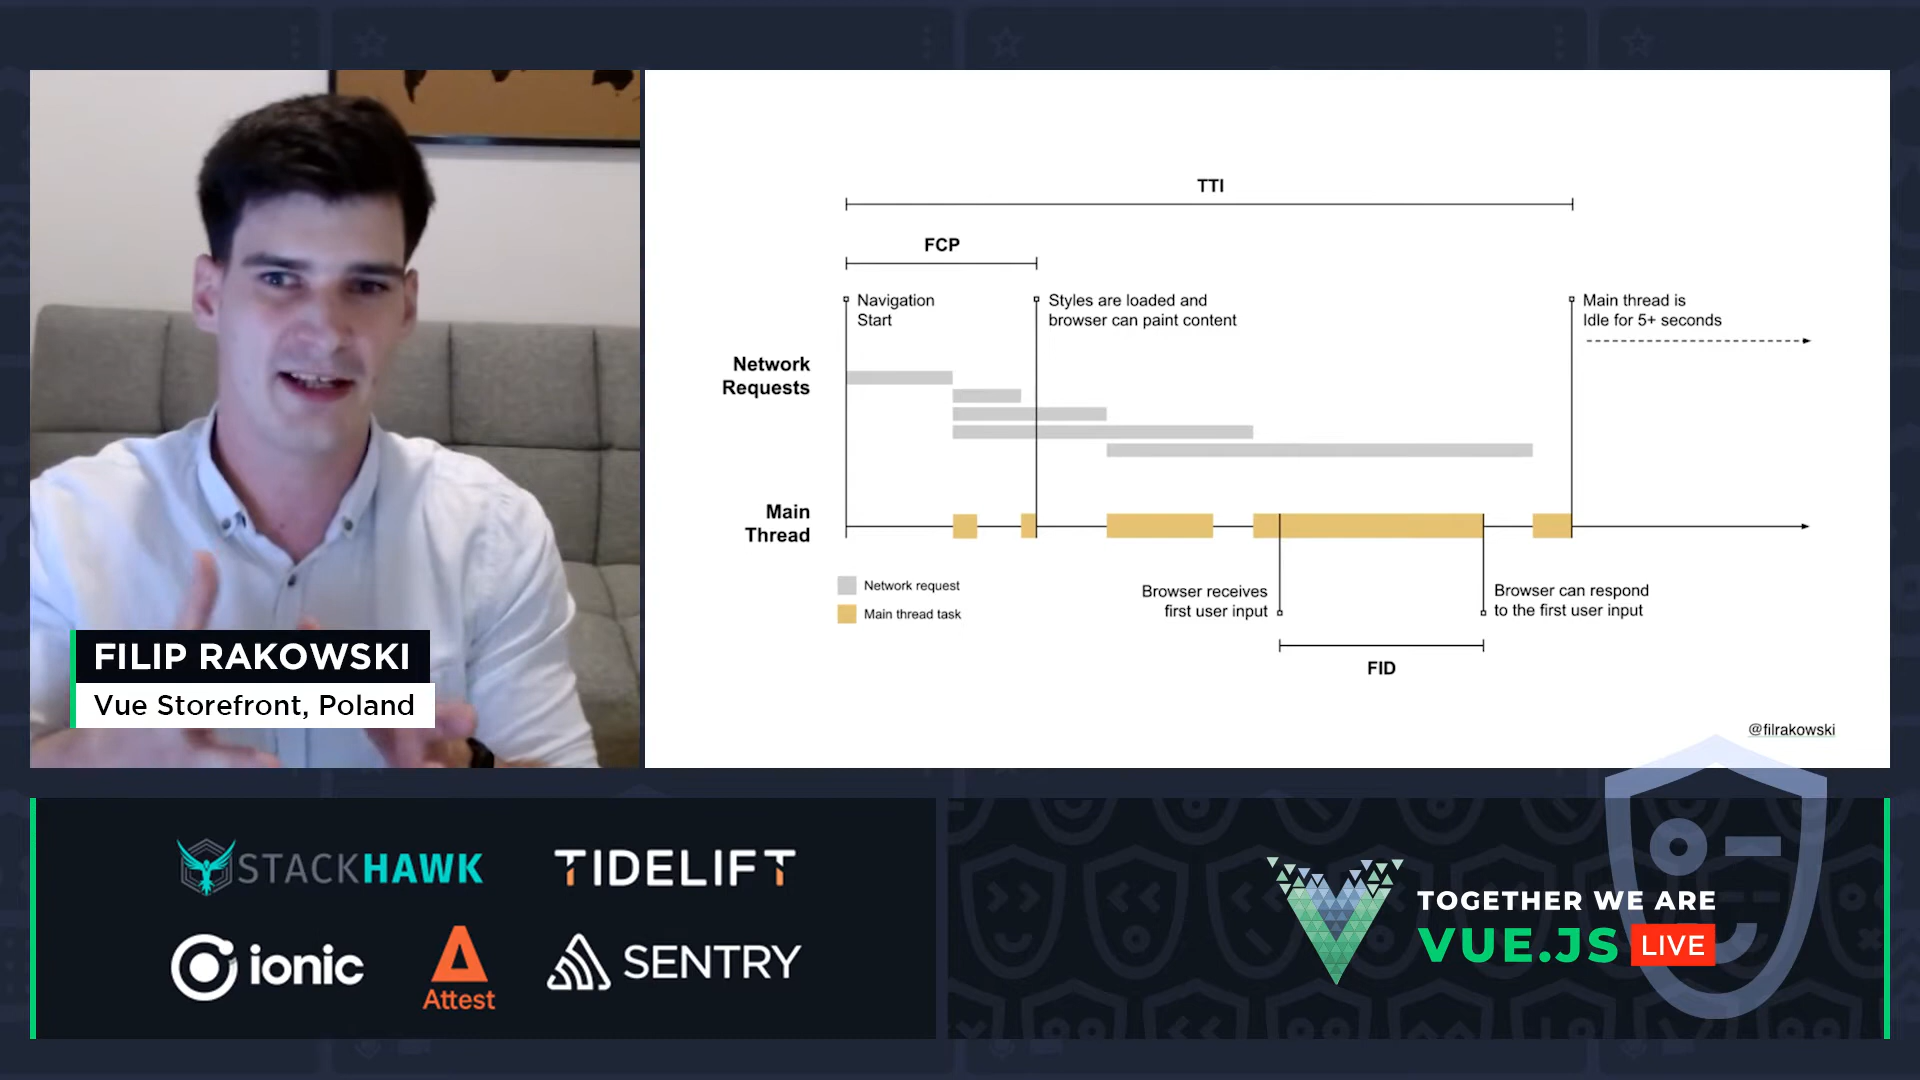 TTI
FCP
Navigation
Start
Styles are loaded and
browser can paint content
Main thread is
Idle for 5+ seconds
Network
Requests
Main
Thread
Network request
Main thread task
Browser receives
first user input
Browser can respond
to the first user input
FID
@filrakowski
FILIP RAKOWSKI
Vue Storefront, Poland
STACKHAWK
TIDELIFT
ionic
Attest
SENTRY
TOGETHER WE ARE
VUE.JS LIVE